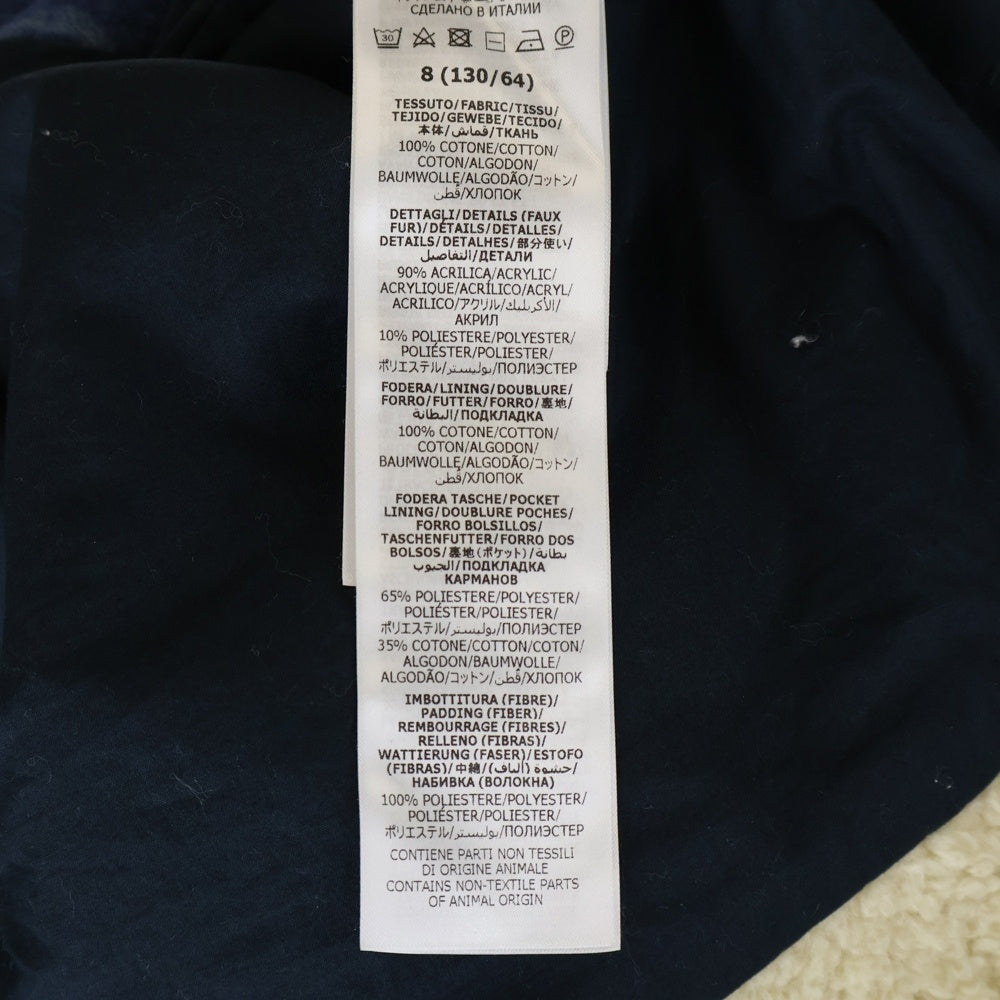 СДЕЛАНО В ИТАЛИИ
30 P
8 (130/64)
TESSUTO/FABRIC/TISSU/
TEJIDO/GEWEBE/TECIDO/
本体/قماش/ТКАНЬ
100% COTONE/COTTON/
COTON/ALGODON/
BAUMWOLLE/ALGODÃO/コットン/
قطن/ХЛОПОК
DETTAGLI/DETAILS (FAUX
FUR)/DÉTAILS/DETALLES/
DETAILS/DETALHES/部分使い/
التفاصيل/ДЕТАЛИ
90% ACRILICA/ACRYLIC/
ACRYLIQUE/ACRÍLICO/ACRYL/
ACRILICO/アクリル/الأكريليك/
АКРИЛ
10% POLIESTERE/POLYESTER/
POLIÉSTER/POLIESTER/
ポリエステル/بوليستر/ПОЛИЭСТЕР
FODERA/LINING/DOUBLURE/
FORRO/FUTTER/FORRO/裏地/
البطانة/ПОДКЛАДКА
100% COTONE/COTTON/
COTON/ALGODON/
BAUMWOLLE/ALGODÃO/コットン/
قطن/ХЛОПОК
FODERA TASCHE/POCKET
LINING/DOUBLURE POCHES/
FORRO BOLSILLOS/
TASCHENFUTTER/FORRO DOS
BOLSOS/裏地(ポケット)/بطانة
الجيوب/ПОДКЛАДКА
КАРМАНОВ
65% POLIESTERE/POLYESTER/
POLIÉSTER/POLIESTER/
ポリエステル/بوليستر/ПОЛИЭСТЕР
35% COTONE/COTTON/COTON/
ALGODON/BAUMWOLLE/
ALGODÃO/コットン/قطن/ХЛОПОК
IMBOTTITURA (FIBRE)/
PADDING (FIBER)/
REMBOURRAGE (FIBRES)/
RELLENO (FIBRAS)/
WATTIERUNG (FASER)/ESTOFO
(FIBRAS)/中綿/حشوة (ألياف)/
НАБИВКА (ВОЛОКНА)
100% POLIESTERE/POLYESTER/
POLIÉSTER/POLIESTER/
ポリエステル/بوليستر/ПОЛИЭСТЕР
CONTIENE PARTI NON TESSILI
DI ORIGINE ANIMALE
CONTAINS NON-TEXTILE PARTS
OF ANIMAL ORIGIN